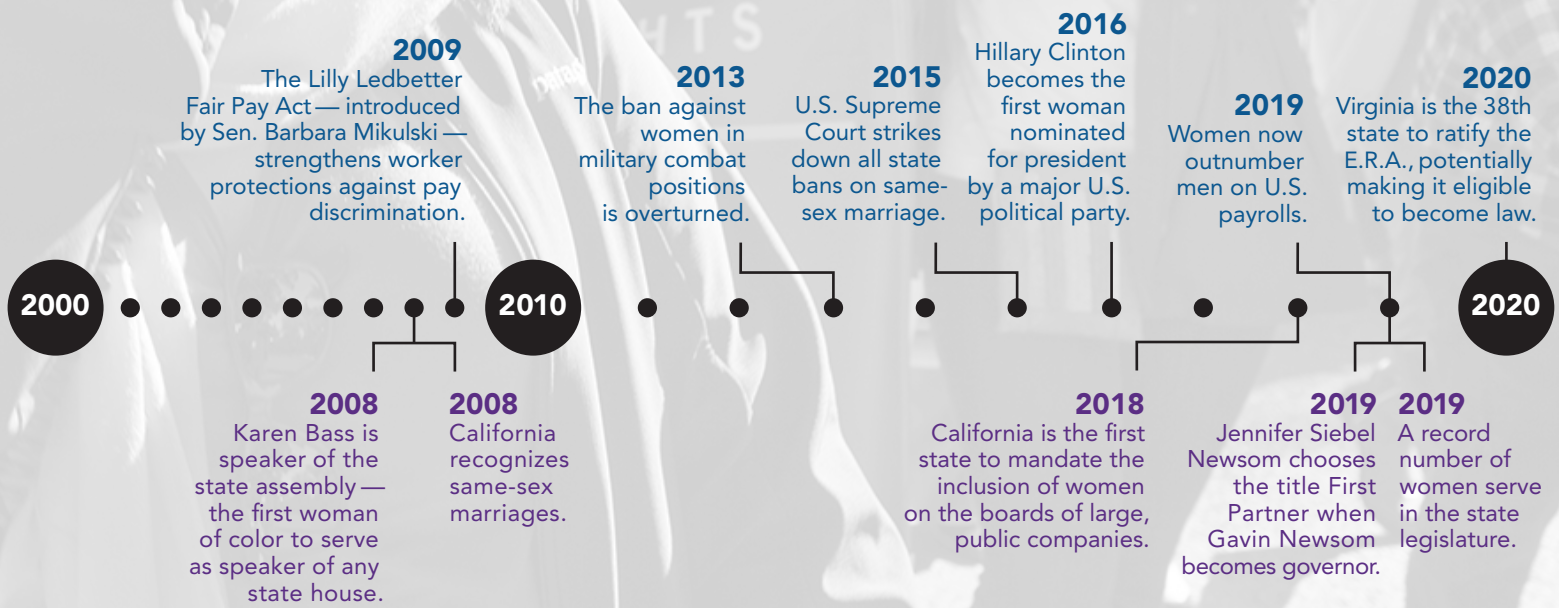 HTS
2009
The Lilly Ledbetter
Fair Pay Act — introduced
by Sen. Barbara Mikulski —
strengthens worker
protections against pay
discrimination.
2013
The ban against
women in
military combat
positions
is overturned.
2015
U.S. Supreme
Court strikes
down all state
bans on same-
sex marriage.
2016
Hillary Clinton
becomes the
first woman
nominated
for president
by a major U.S.
political party.
2019
Women now
outnumber
men on U.S.
payrolls.
2020
Virginia is the 38th
state to ratify the
E.R.A., potentially
making it eligible
to become law.
2000
2010
2020
2008
Karen Bass is
speaker of the
state assembly —
the first woman
of color to serve
as speaker of any
state house.
2008
California
recognizes
same-sex
marriages.
2018
California is the first
state to mandate the
inclusion of women
on the boards of large,
public companies.
2019
Jennifer Siebel
Newsom chooses
the title First
Partner when
Gavin Newsom
becomes governor.
2019
A record
number of
women serve
in the state
legislature.